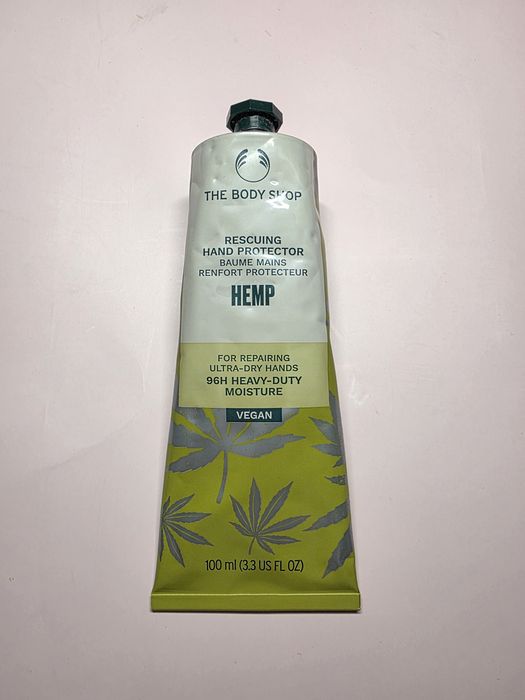 THE BODY SHOP
RESCUING
HAND PROTECTOR
BAUME MAINS
RENFORT PROTECTEUR
HEMP
FOR REPAIRING
ULTRA-DRY HANDS
96H HEAVY-DUTY
MOISTURE
VEGAN
100 ml (3.3 US FL OZ)